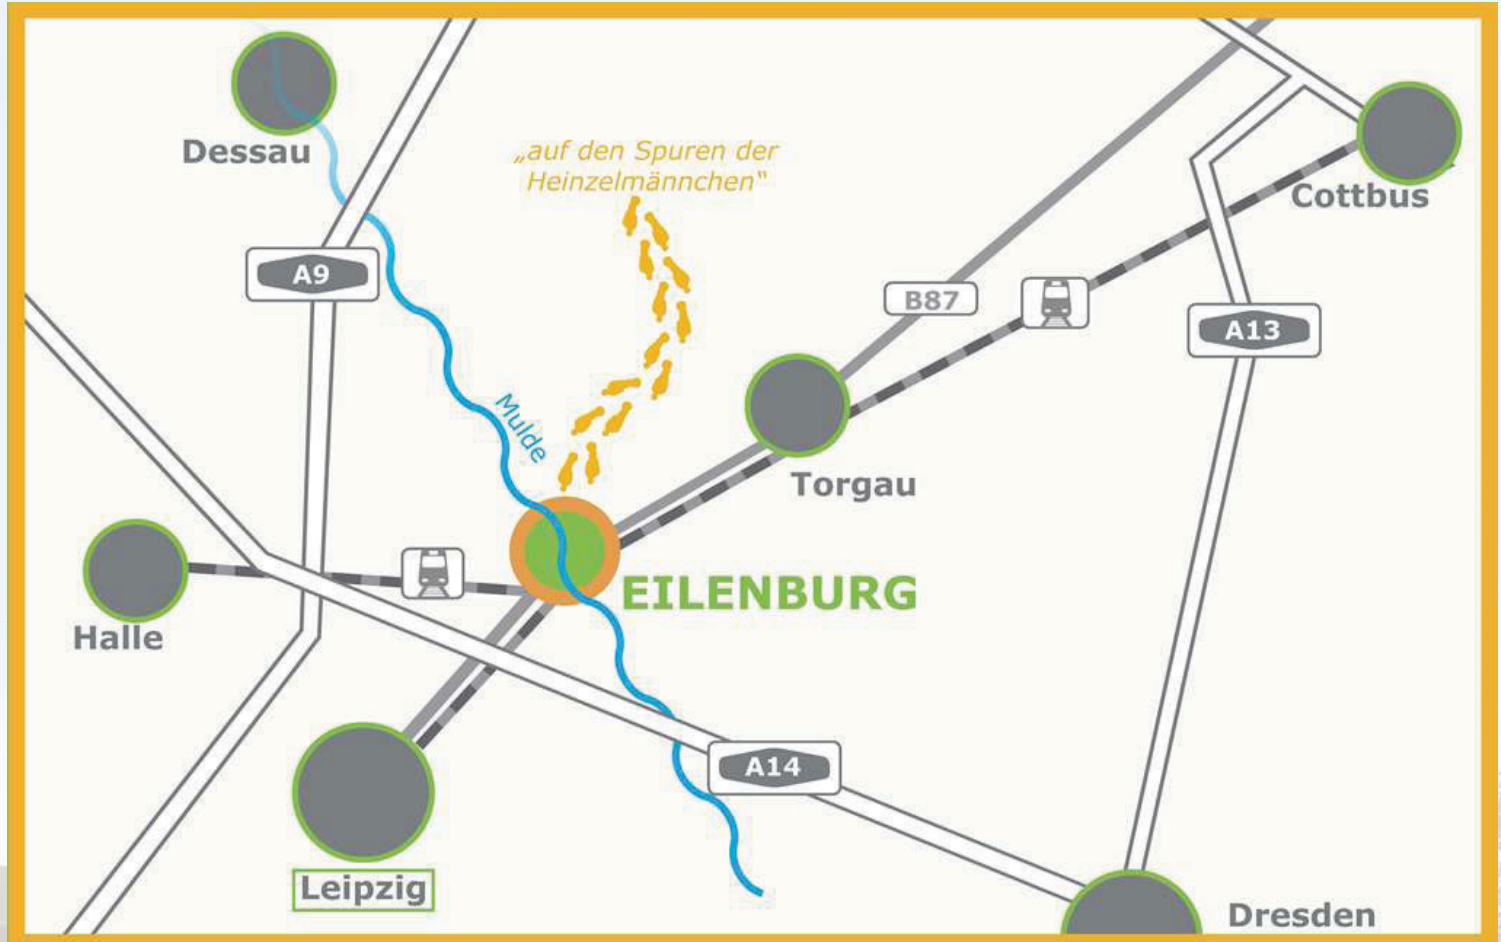 Dessau
„auf den Spuren der
Heinzelmännchen“
Cottbus
A9
B87
A13
Mulde
Torgau
EILENBURG
Halle
A14
Leipzig
Dresden